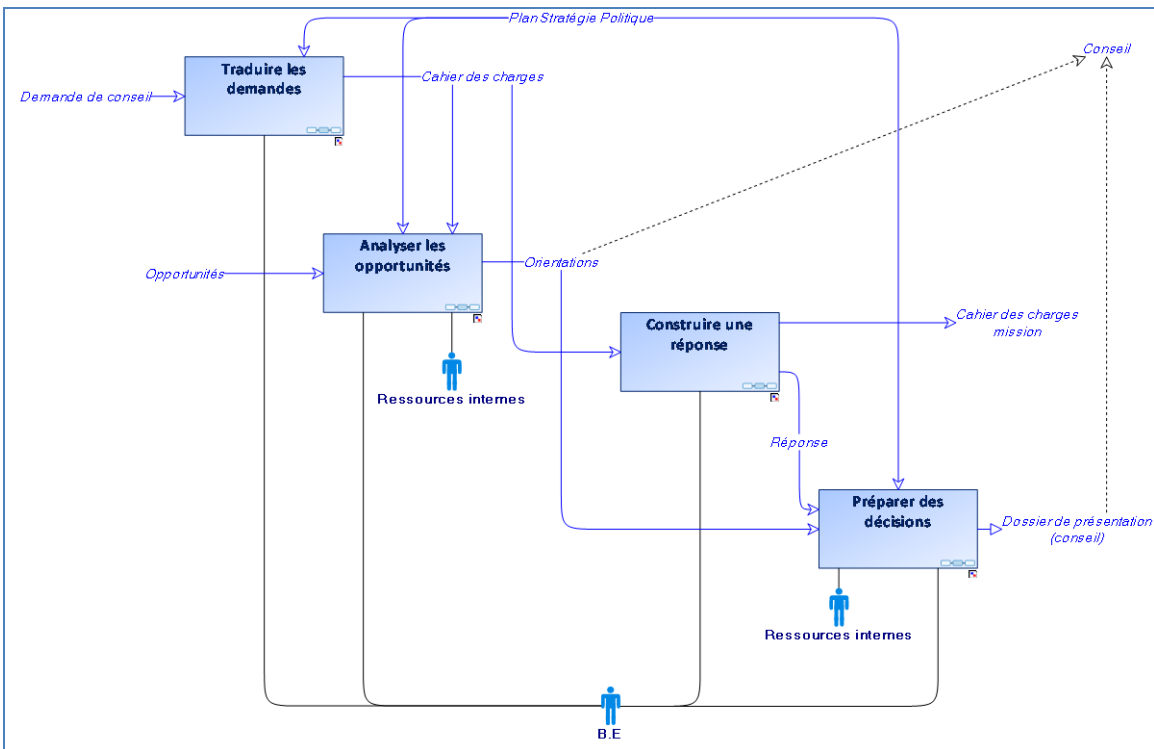 Plan Stratégie Politique
Conseil
Traduire les
demandes
Cahier des charges
Demande de conseil
Analyser les
opportunités
Orientations
Opportunités
Construire une
réponse
Cahier des charges
mission
Ressources internes
Réponse
Préparer des
décisions
Dossier de présentation
(conseil)
Ressources internes
B.E